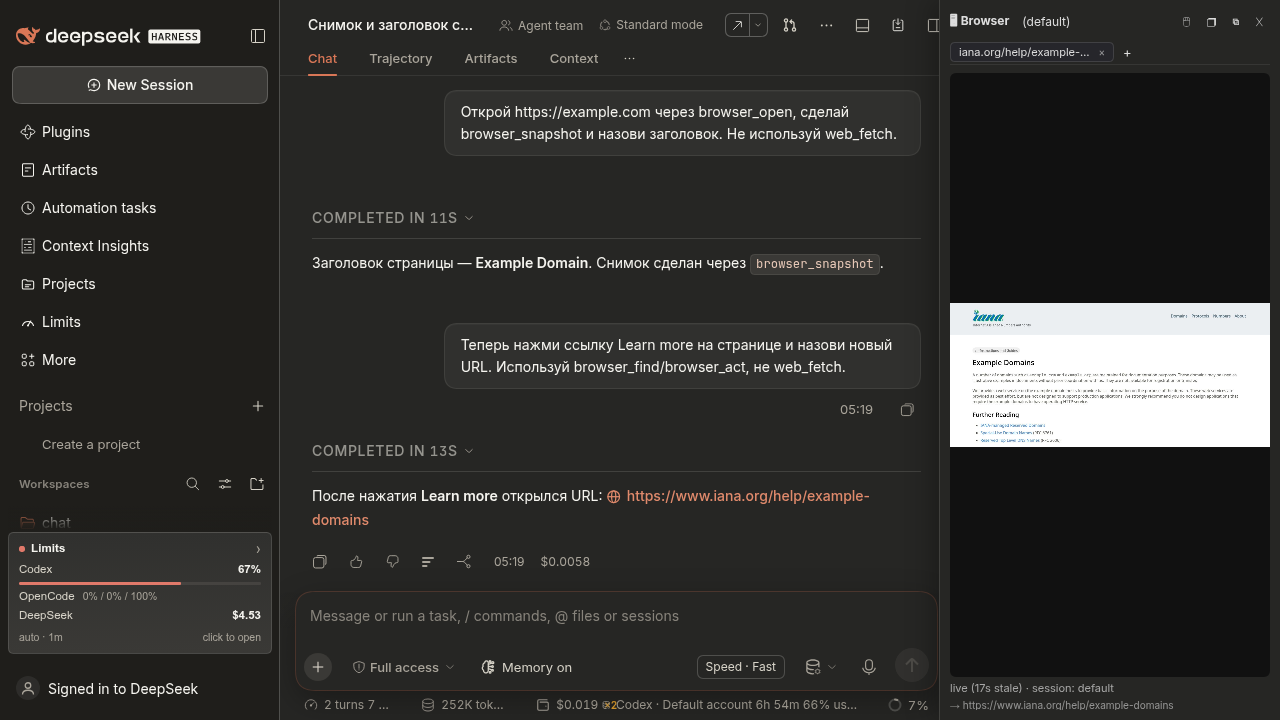 deepseek HARNESS
New Session
Plugins
Artifacts
Automation tasks
Context Insights
Projects
Limits
More
Projects
Create a project
Workspaces
chat
Limits
Codex 67%
OpenCode 0% / 0% / 100%
DeepSeek $4.53
auto · 1m click to open
Signed in to DeepSeek
Снимок и заголовок с...
Agent team
Standard mode
Chat Trajectory Artifacts Context
Открой https://example.com через browser_open, сделай
browser_snapshot и назови заголовок. Не используй web_fetch.
COMPLETED IN 11S
Заголовок страницы — Example Domain. Снимок сделан через browser_snapshot.
Теперь нажми ссылку Learn more на странице и назови новый
URL. Используй browser_find/browser_act, не web_fetch.
05:19
COMPLETED IN 13S
После нажатия Learn more открылся URL: https://www.iana.org/help/example-
domains
05:19 $0.0058
Message or run a task, / commands, @ files or sessions
Full access
Memory on
Speed · Fast
2 turns 7 ...
252K tok...
$0.019
Codex · Default account 6h 54m 66% us...
7%
Browser (default)
iana.org/help/example-... × +
iana
Domains Protocols Numbers About
Example Domains
Further Reading
live (17s stale) · session: default
→ https://www.iana.org/help/example-domains